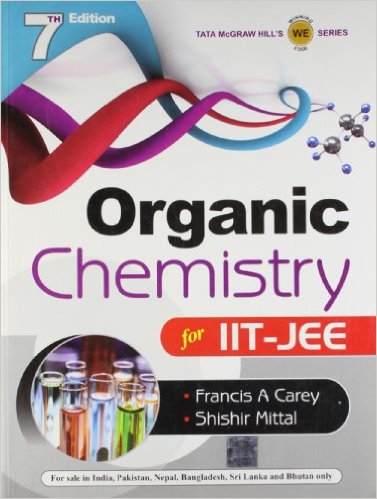 7TH Edition
TATA McGRAW HILL'S WE SERIES
Organic
Chemistry
for IIT-JEE
• Francis A Carey
• Shishir Mittal
For sale in India, Pakistan, Nepal, Bangladesh, Sri Lanka and Bhutan only